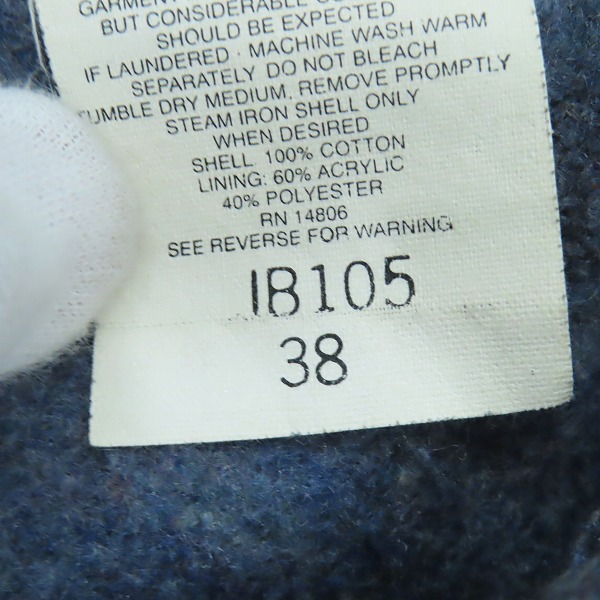 GARMENT
BUT CONSIDERABLE
SHOULD BE EXPECTED
IF LAUNDERED · MACHINE WASH WARM
SEPARATELY DO NOT BLEACH
TUMBLE DRY MEDIUM. REMOVE PROMPTLY
STEAM IRON SHELL ONLY
WHEN DESIRED
SHELL 100% COTTON
LINING: 60% ACRYLIC
40% POLYESTER
RN 14806
SEE REVERSE FOR WARNING
IB105
38